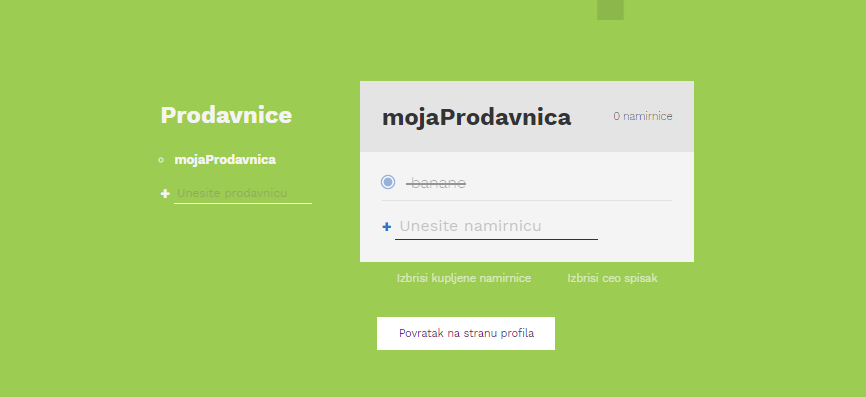 Prodavnice
mojaProdavnica
Unesite prodavnicu
mojaProdavnica
0 namirnice
banane
Unesite namirnicu
Izbrisi kupljene namirnice
Izbrisi ceo spisak
Povratak na stranu profila